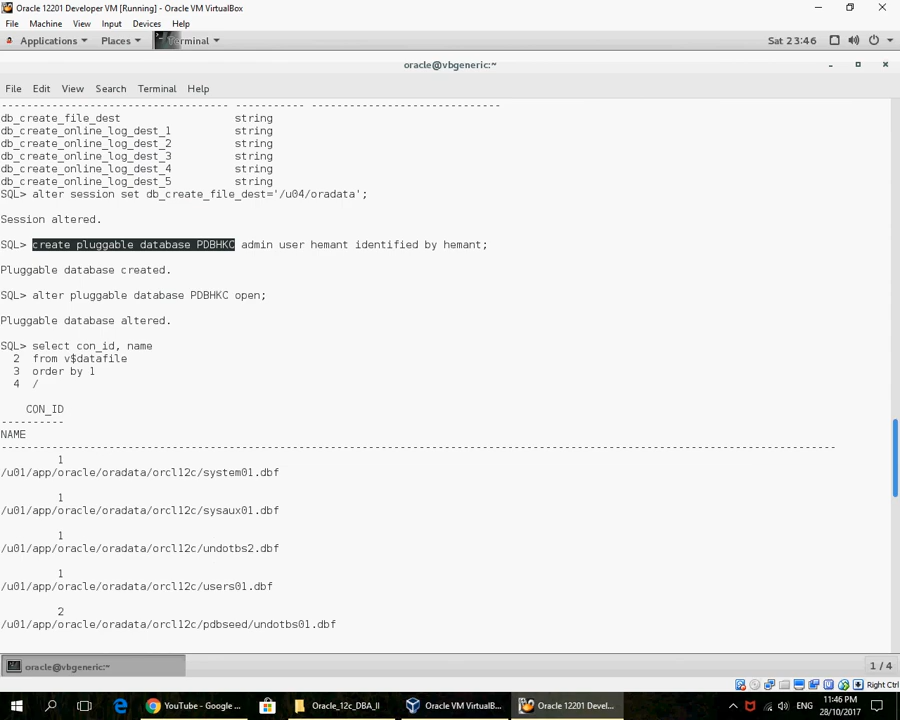 Oracle 12201 Developer VM [Running] - Oracle VM VirtualBox
File Machine View Input Devices Help
Applications Places Terminal Sat 23:46
oracle@vbgeneric:~
File Edit View Search Terminal Help
------------------------------------ ----------- ------------------------------
db_create_file_dest string
db_create_online_log_dest_1 string
db_create_online_log_dest_2 string
db_create_online_log_dest_3 string
db_create_online_log_dest_4 string
db_create_online_log_dest_5 string
SQL> alter session set db_create_file_dest='/u04/oradata';
Session altered.
SQL> create pluggable database PDBHKC admin user hemant identified by hemant;
Pluggable database created.
SQL> alter pluggable database PDBHKC open;
Pluggable database altered.
SQL> select con_id, name
2 from v$datafile
3 order by 1
4 /
CON_ID
----------
NAME
--------------------------------------------------------------------------------
1
/u01/app/oracle/oradata/orcl12c/system01.dbf
1
/u01/app/oracle/oradata/orcl12c/sysaux01.dbf
1
/u01/app/oracle/oradata/orcl12c/undotbs2.dbf
1
/u01/app/oracle/oradata/orcl12c/users01.dbf
2
/u01/app/oracle/oradata/orcl12c/pdbseed/undotbs01.dbf
oracle@vbgeneric:~ 1 / 4
Right Ctrl
YouTube - Google ... Oracle_12c_DBA_II Oracle VM VirtualB... Oracle 12201 Devel... ENG 11:46 PM
28/10/2017